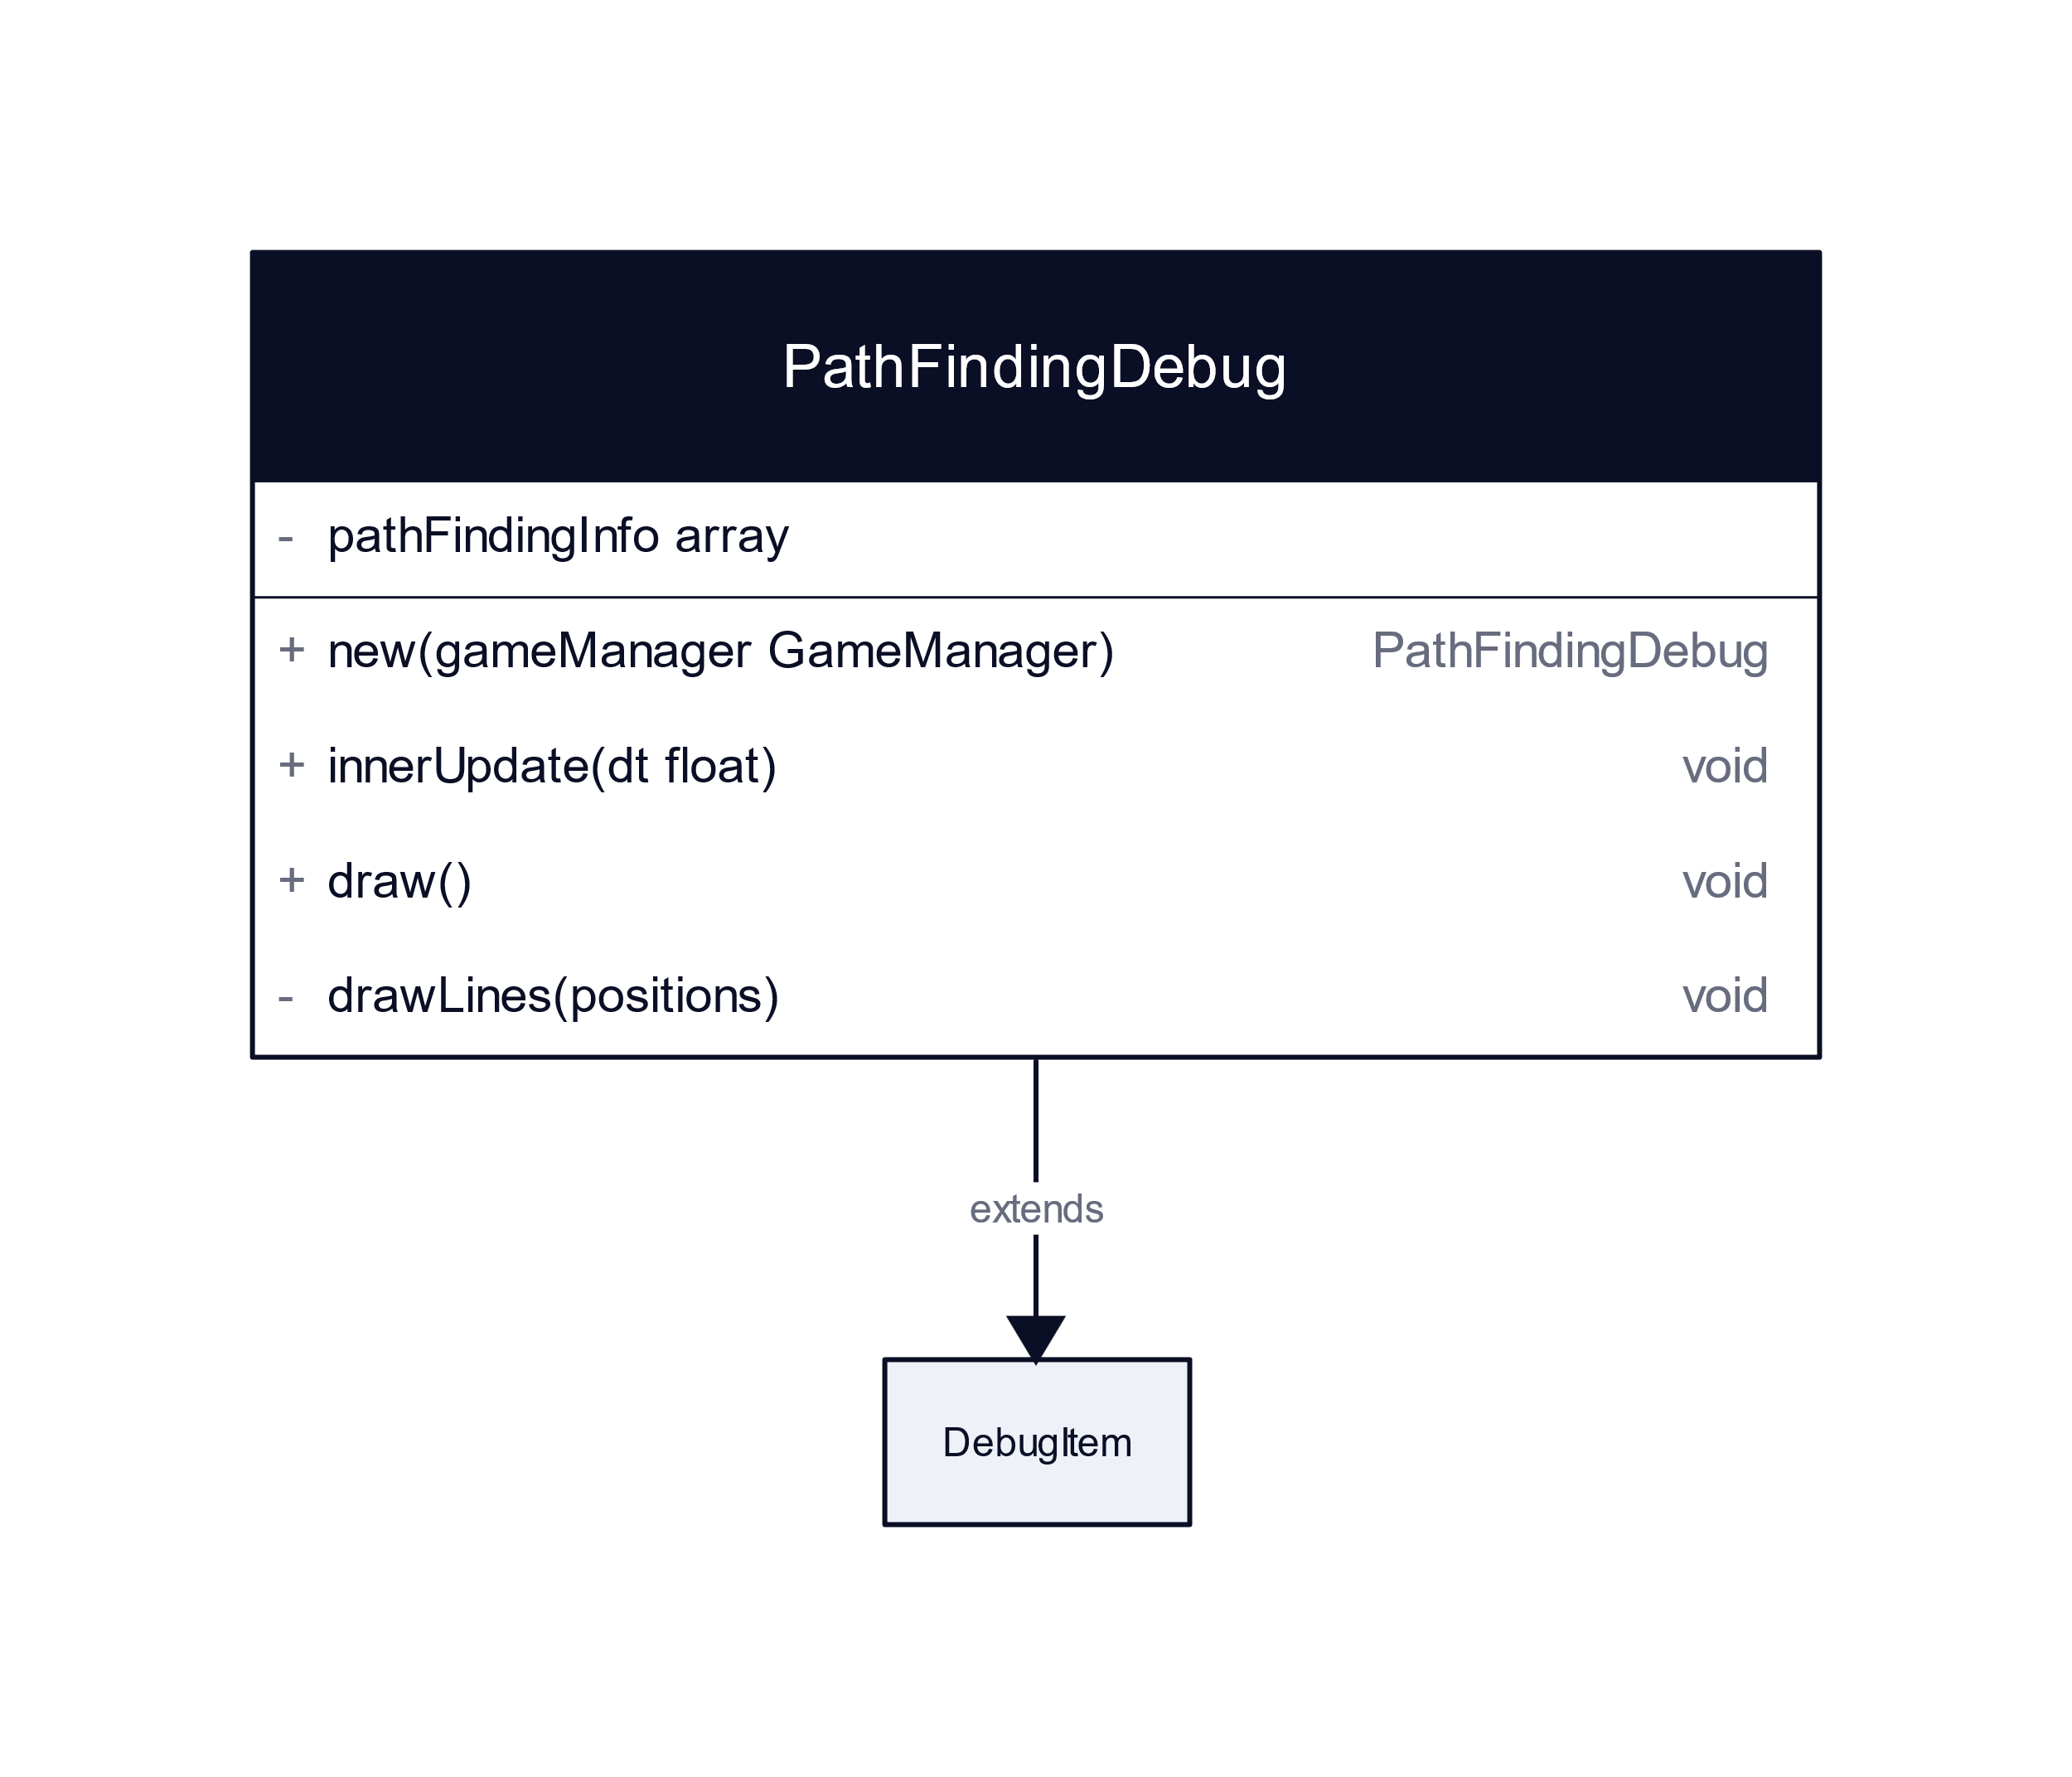 PathFindingDebug
- pathFindingInfo array
+ new(gameManager GameManager) PathFindingDebug
+ innerUpdate(dt float) void
+ draw() void
- drawLines(positions) void
extends
DebugItem